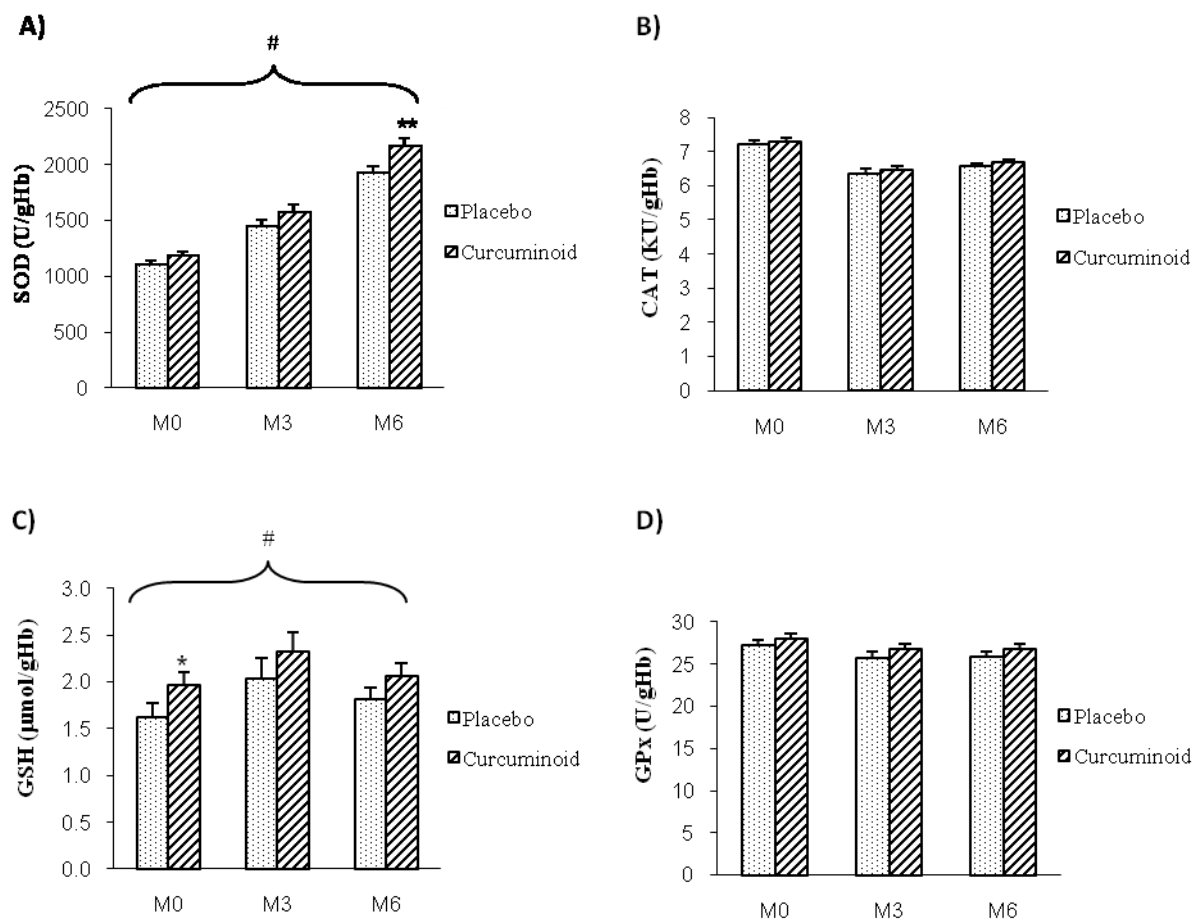 A)
#
SOD (U/gHb)
2500
2000
1500
1000
500
0
**
M0 M3 M6
Placebo
Curcuminoid
B)
CAT (KU/gHb)
8
7
6
5
4
3
2
1
0
M0 M3 M6
Placebo
Curcuminoid
C)
#
GSH (µmol/gHb)
3.0
2.5
2.0
1.5
1.0
0.5
0.0
*
M0 M3 M6
Placebo
Curcuminoid
D)
GPx (U/gHb)
30
25
20
15
10
5
0
M0 M3 M6
Placebo
Curcuminoid